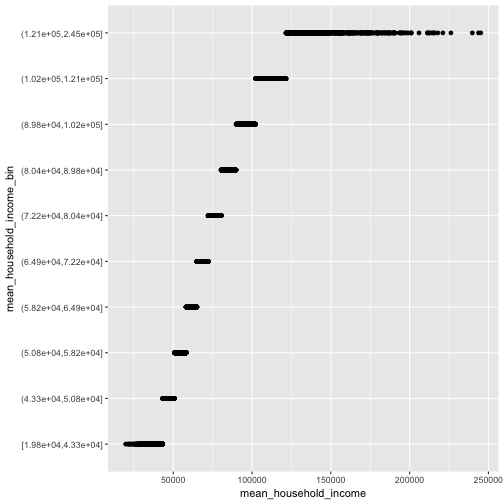 (1.21e+05,2.45e+05]
(1.02e+05,1.21e+05]
(8.98e+04,1.02e+05]
(8.04e+04,8.98e+04]
(7.22e+04,8.04e+04]
(6.49e+04,7.22e+04]
(5.82e+04,6.49e+04]
(5.08e+04,5.82e+04]
(4.33e+04,5.08e+04]
[1.98e+04,4.33e+04]
mean_household_income_bin
50000 100000 150000 200000 250000
mean_household_income